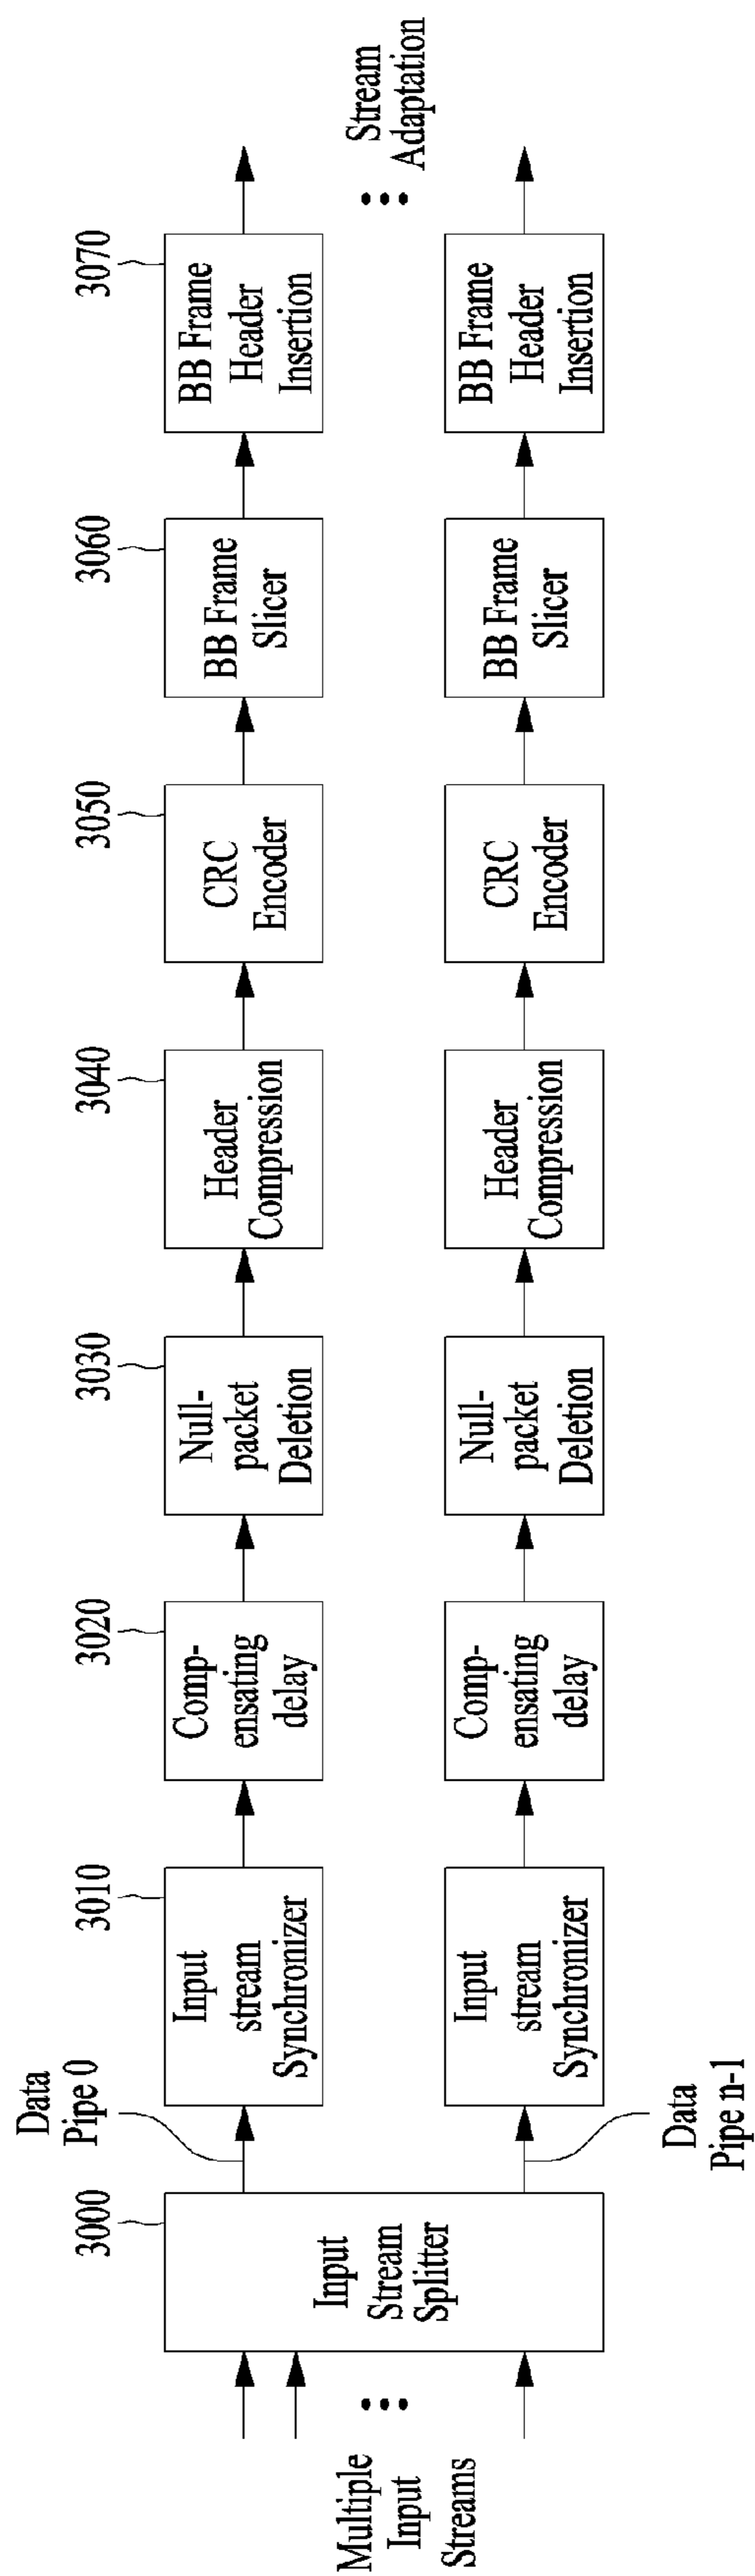 Multiple
Input
Streams
3000
Input
Stream
Splitter
Data
Pipe 0
3010
Input
stream
Synchronizer
3020
Comp-
ensating
delay
3030
Null-
packet
Deletion
3040
Header
Compression
3050
CRC
Encoder
3060
BB Frame
Slicer
3070
BB Frame
Header
Insertion
Data
Pipe n-1
Input
stream
Synchronizer
Comp-
ensating
delay
Null-
packet
Deletion
Header
Compression
CRC
Encoder
BB Frame
Slicer
BB Frame
Header
Insertion
Stream
Adaptation